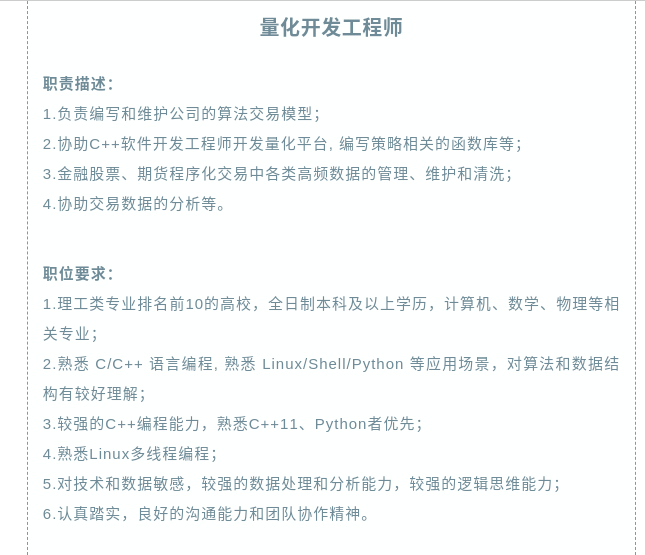 量化开发工程师
职责描述：
1.负责编写和维护公司的算法交易模型；
2.协助C++软件开发工程师开发量化平台, 编写策略相关的函数库等；
3.金融股票、期货程序化交易中各类高频数据的管理、维护和清洗；
4.协助交易数据的分析等。
职位要求：
1.理工类专业排名前10的高校，全日制本科及以上学历，计算机、数学、物理等相
关专业；
2.熟悉 C/C++ 语言编程, 熟悉 Linux/Shell/Python 等应用场景，对算法和数据结
构有较好理解；
3.较强的C++编程能力，熟悉C++11、Python者优先；
4.熟悉Linux多线程编程；
5.对技术和数据敏感，较强的数据处理和分析能力，较强的逻辑思维能力；
6.认真踏实，良好的沟通能力和团队协作精神。